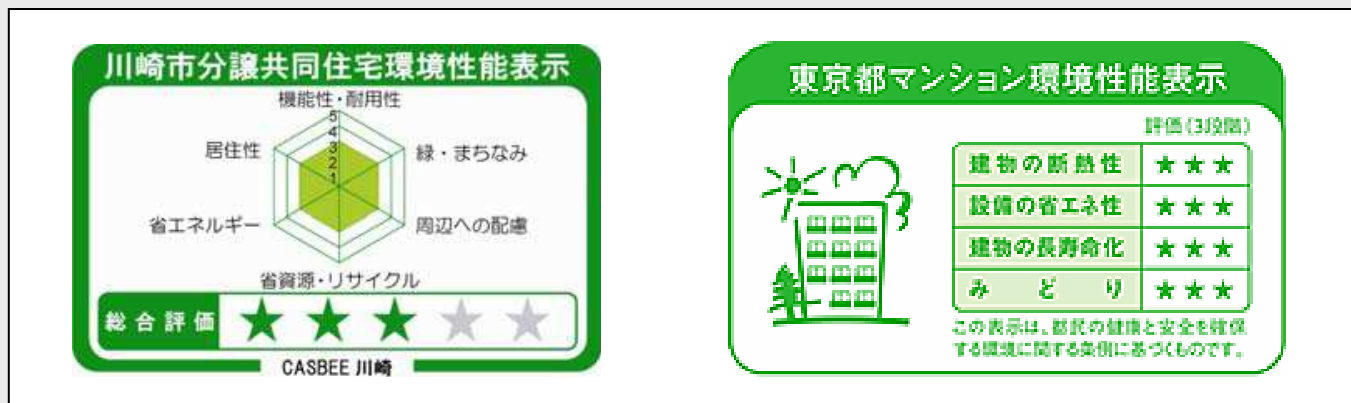 川崎市分譲共同住宅環境性能表示
機能性・耐用性
居住性
緑・まちなみ
5
4
3
2
1
省エネルギー
周辺への配慮
省資源・リサイクル
総合評価 ★★★★★
CASBEE 川崎
東京都マンション環境性能表示
評価(3段階)
建物の断熱性 ★★★
設備の省エネ性 ★★★
建物の長寿命化 ★★★
みどり ★★★
この表示は、都民の健康と安全を確保
する環境に関する条例に基づくものです。